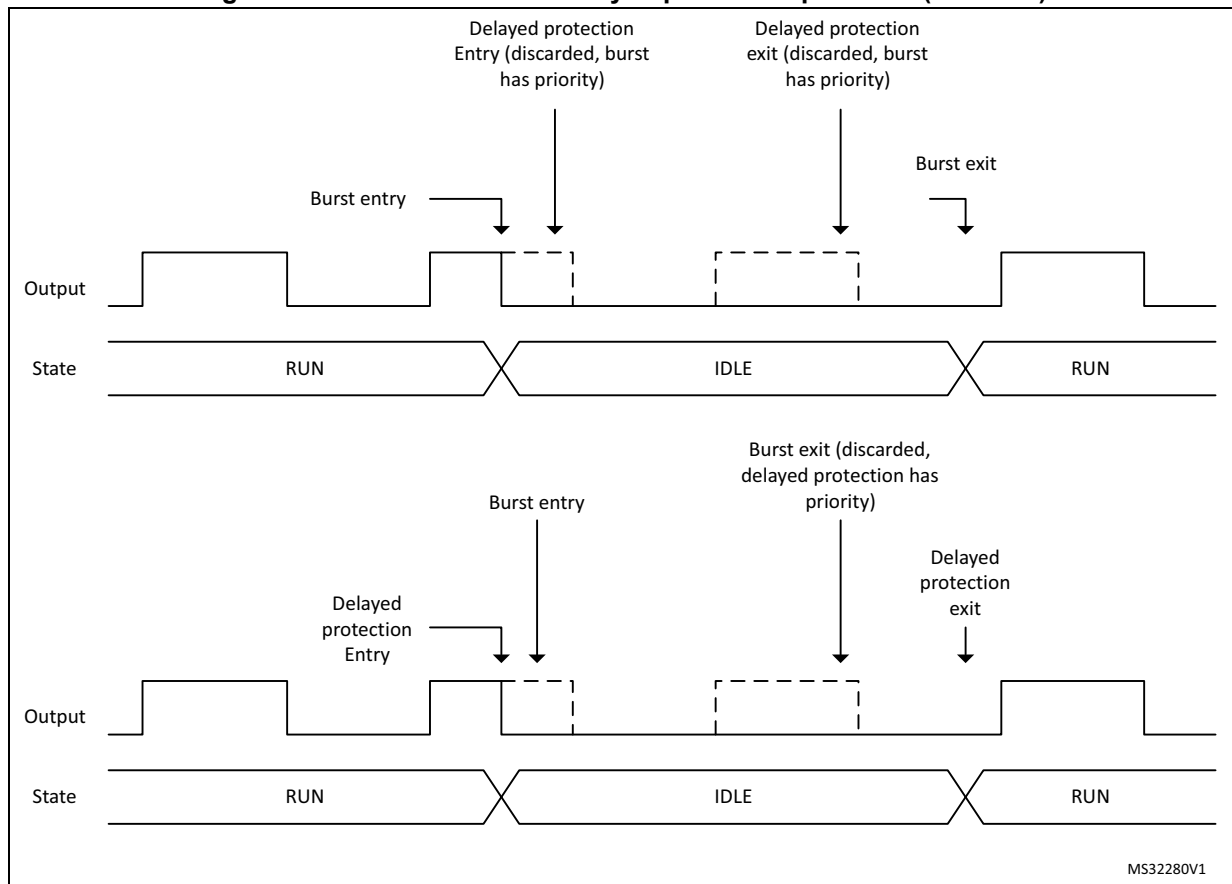 Delayed protection
Entry (discarded, burst
has priority)
Delayed protection
exit (discarded, burst
has priority)
Burst exit
Burst entry
Output
State
RUN
IDLE
RUN
Burst exit (discarded,
delayed protection has
priority)
Burst entry
Delayed
protection
exit
Delayed
protection
Entry
Output
State
RUN
IDLE
RUN
MS32280V1